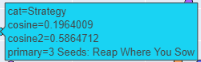 cat=Strategy
cosine=0.1964009
cosine2=0.5864712
primary=3 Seeds: Reap Where You Sow